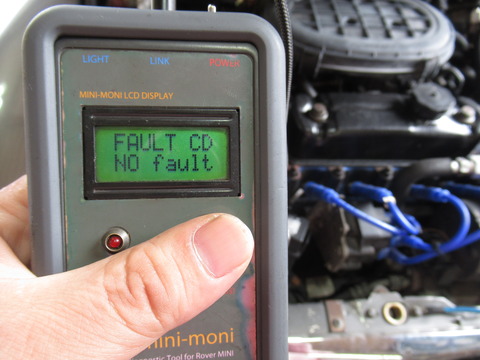 LIGHT LINK POWER
MINI-MONI LCD DISPLAY
FAULT CD
NO fault
mini-moni
Tool for Rover MINI